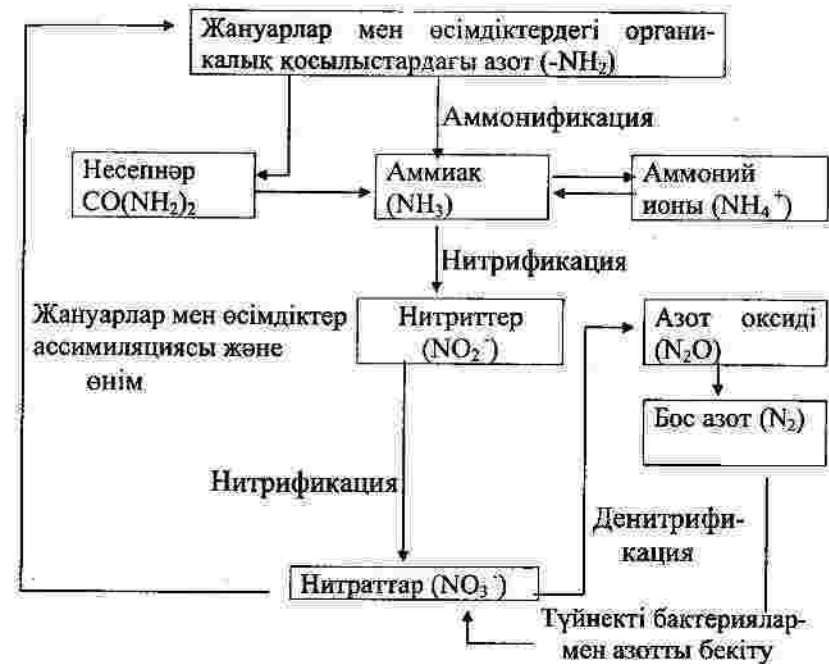 Жануарлар мен өсімдіктердегі органи-
калық қосылыстардағы азот (-NH₂)
Аммонификация
Несепнәр
CO(NH₂)₂
Аммиак
(NH₃)
Аммоний
ионы (NH₄⁺)
Нитрификация
Жануарлар мен өсімдіктер
ассимиляциясы және
өнім
Нитриттер
(NO₂⁻)
Азот оксиді
(N₂O)
Бос азот (N₂)
Нитрификация
Денитрифи-
кация
Нитраттар (NO₃⁻)
Түйнекті бактериялар-
мен азотты бекіту